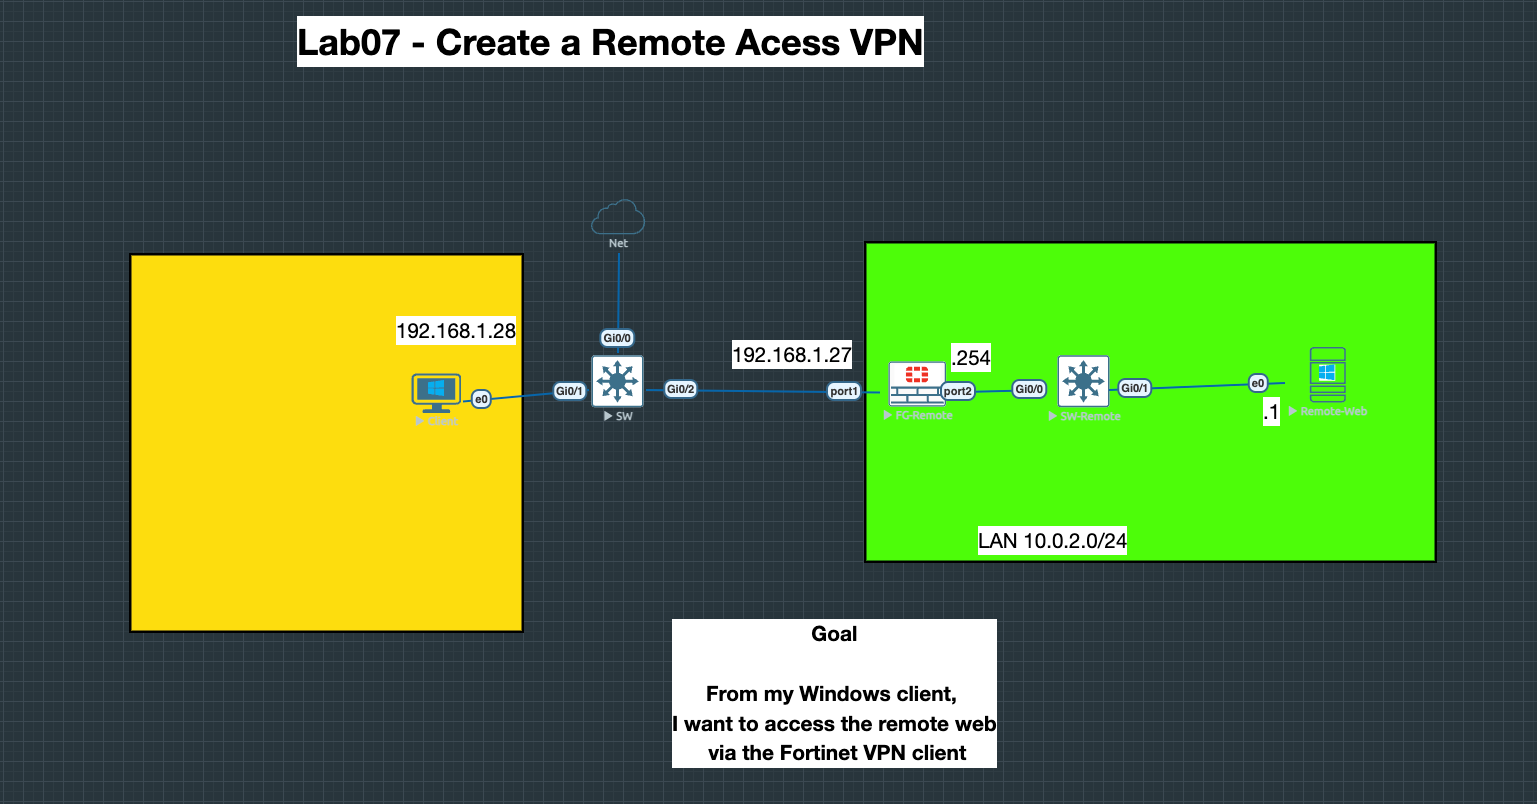 Lab07 - Create a Remote Acess VPN
Net
Gi0/0
192.168.1.28
192.168.1.27
.254
e0
Gi0/1
SW
Gi0/2
port1
port2
FG-Remote
Gi0/0
SW-Remote
Gi0/1
e0
.1
Remote-Web
Client
LAN 10.0.2.0/24
Goal
From my Windows client,
I want to access the remote web
via the Fortinet VPN client